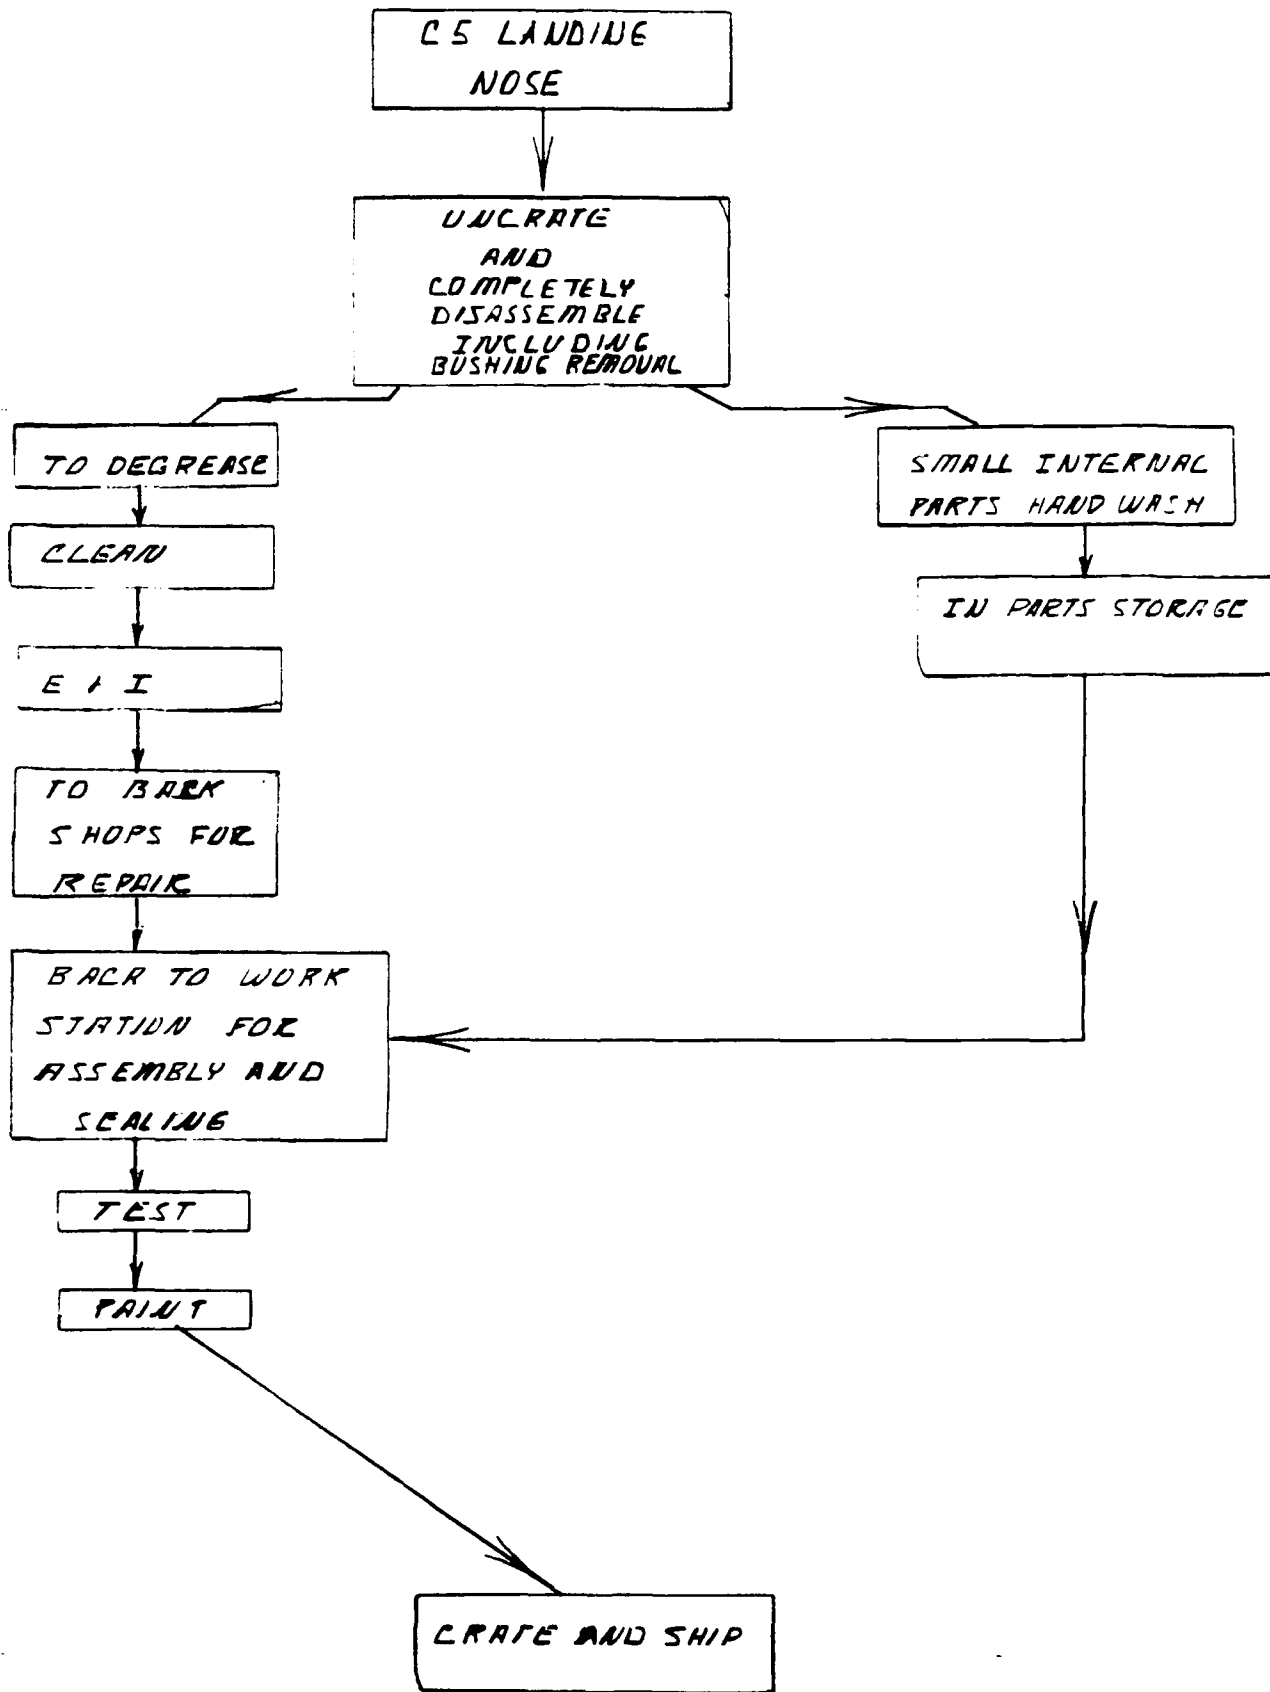 C5 LANDING
NOSE
UNCRATE
AND
COMPLETELY
DISASSEMBLE
INCLUDING
BUSHING REMOVAL
TO DEGREASE
CLEAN
E & I
TO BACK
SHOPS FOR
REPAIR
BACK TO WORK
STATION FOR
ASSEMBLY AND
SEALING
TEST
PAINT
SMALL INTERNAL
PARTS HAND WASH
IN PARTS STORAGE
CRATE AND SHIP